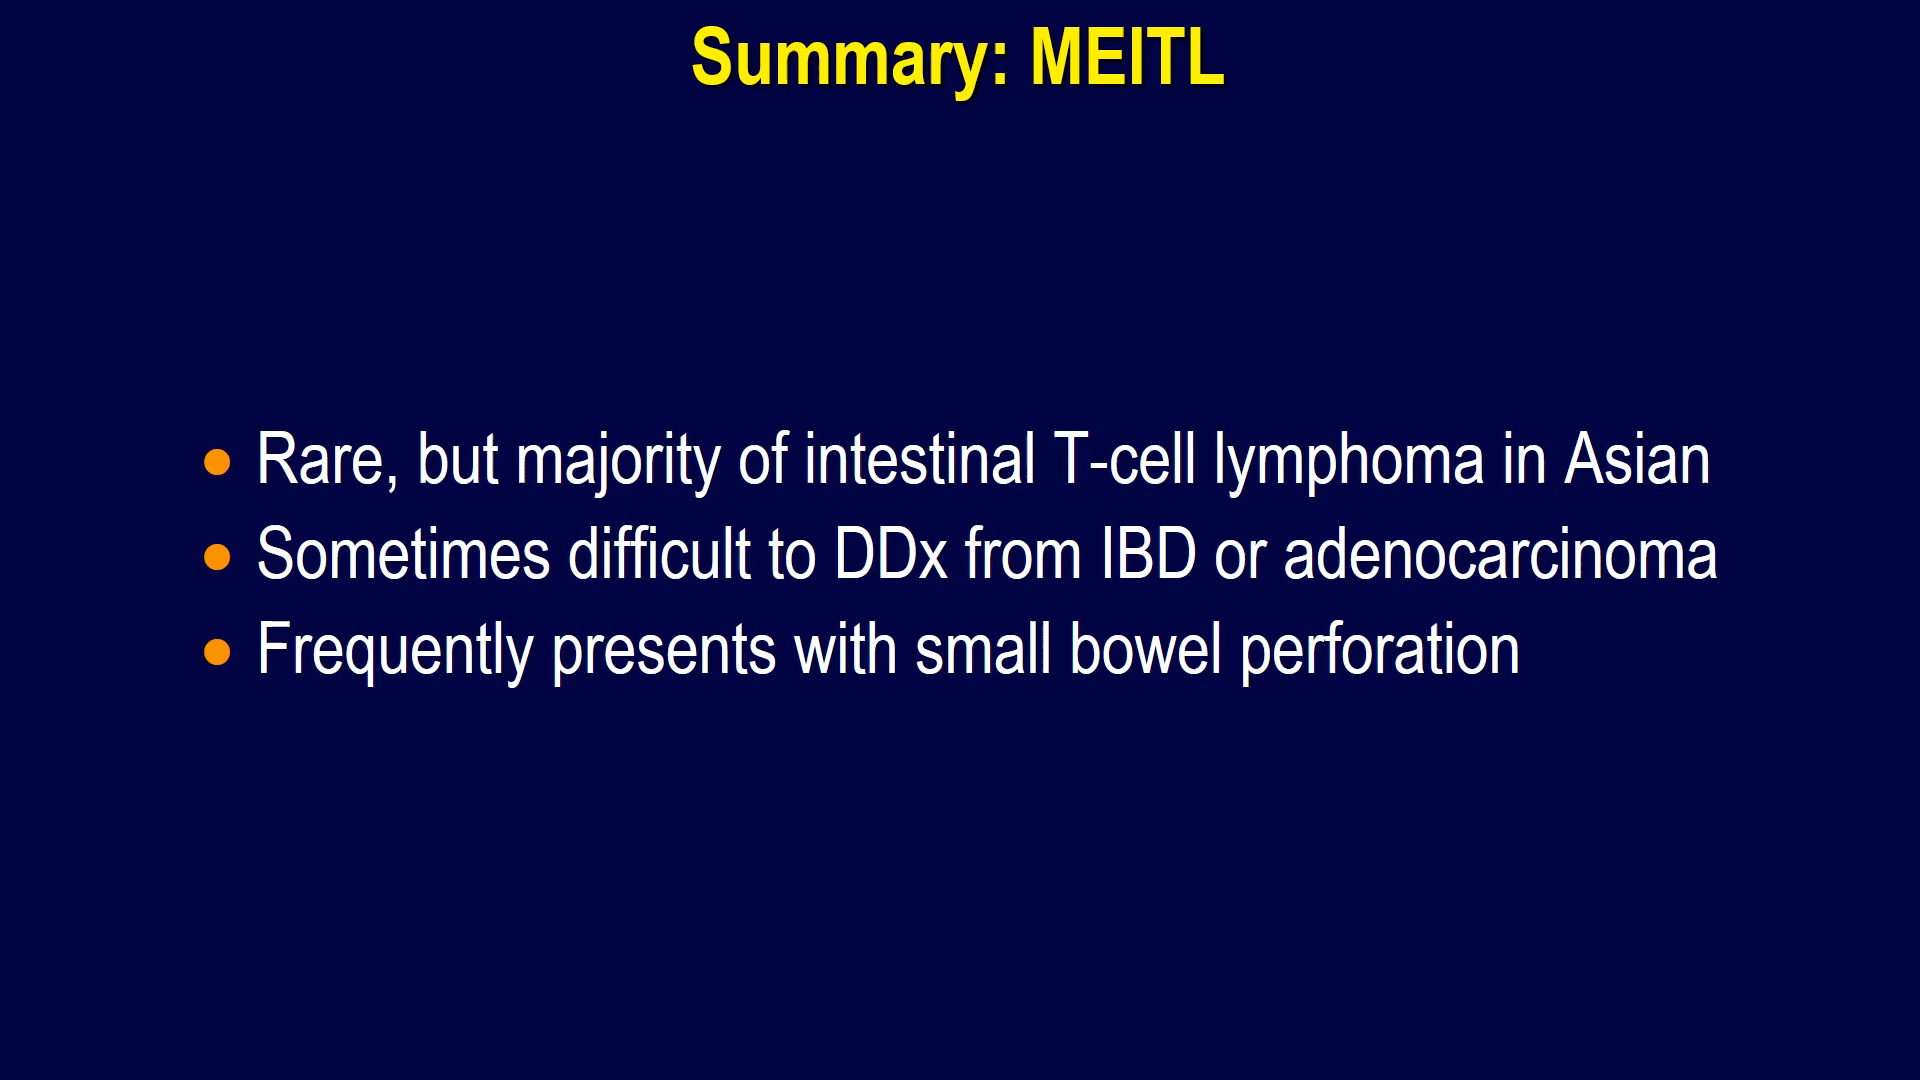 Summary: MEITL
• Rare, but majority of intestinal T-cell lymphoma in Asian
• Sometimes difficult to DDx from IBD or adenocarcinoma
• Frequently presents with small bowel perforation